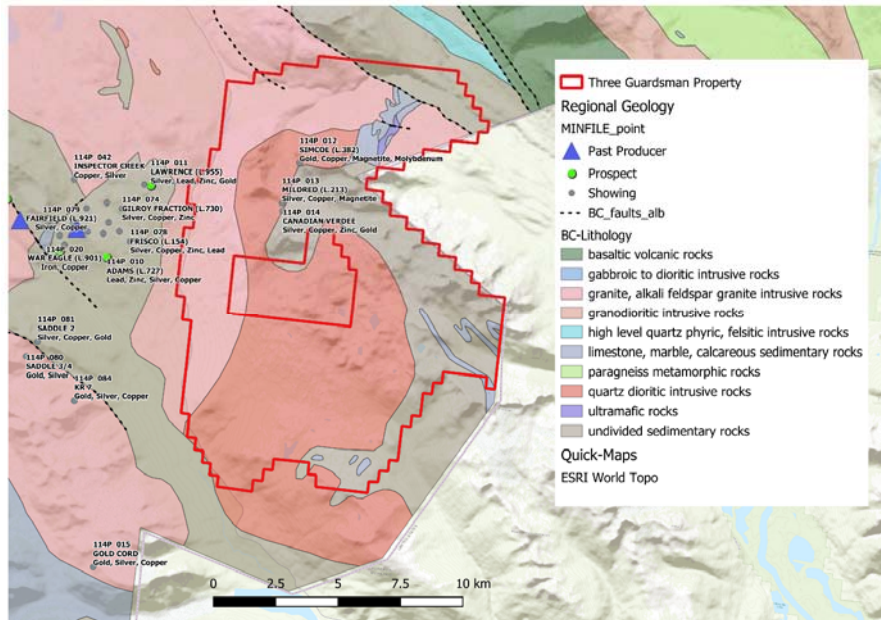 114P 012
SIMCOE (L.382)
Gold, Copper, Magnetite, Molybdenum
114P 042
INSPECTOR CREEK
Copper, Silver
114P 011
LAWRENCE (L.955)
Silver, Lead, Zinc, Gold
114P 013
MILDRED (L.213)
Silver, Copper, Magnetite
114P 074
GILROY FRACTION (L.730)
Silver, Copper, Zinc
114P 079
FAIRFIELD (L.921)
Silver, Copper
114P 014
CANADIAN VERDEE
Silver, Copper, Zinc, Gold
114P 078
FRISCO (L.154)
Silver, Copper, Zinc, Lead
114P 020
WAR EAGLE (L.901)
Iron, Copper
114P 010
ADAMS (L.727)
Lead, Zinc, Silver, Copper
114P 081
SADDLE 2
Silver, Copper, Gold
114P 080
SADDLE 3/4
Gold, Silver
114P 084
KR 7
Gold, Silver, Copper
114P 015
GOLD CORD
Gold, Silver, Copper
0 2.5 5 7.5 10 km
Three Guardsman Property
Regional Geology
MINFILE_point
Past Producer
Prospect
Showing
BC_faults_alb
BC-Lithology
basaltic volcanic rocks
gabbroic to dioritic intrusive rocks
granite, alkali feldspar granite intrusive rocks
granodioritic intrusive rocks
high level quartz phyric, felsitic intrusive rocks
limestone, marble, calcareous sedimentary rocks
paragneiss metamorphic rocks
quartz dioritic intrusive rocks
ultramafic rocks
undivided sedimentary rocks
Quick-Maps
ESRI World Topo